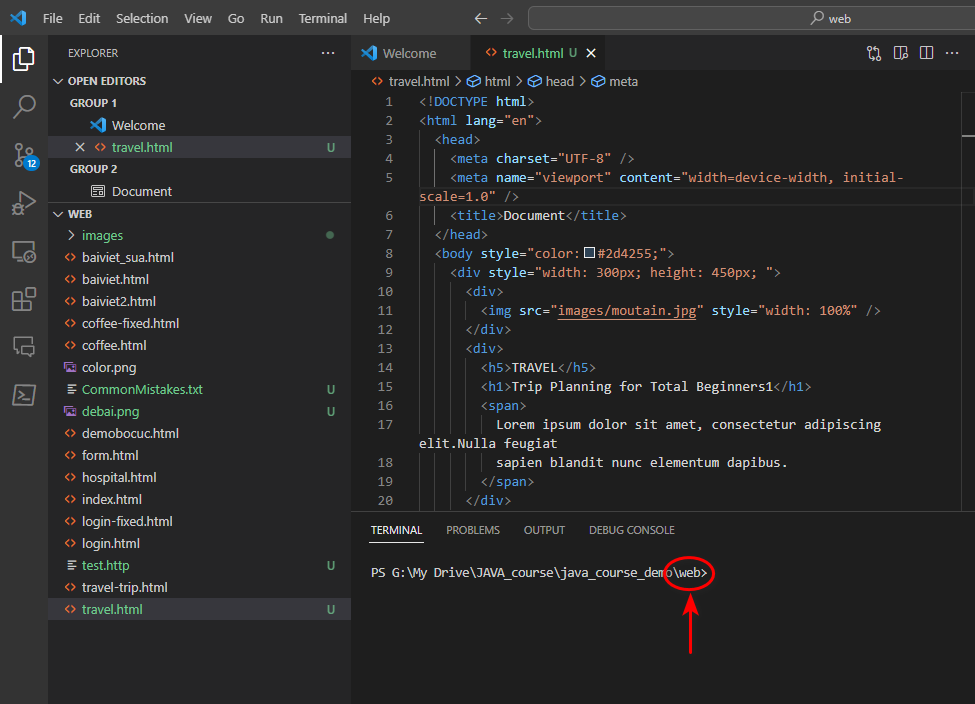 File Edit Selection View Go Run Terminal Help web
EXPLORER
OPEN EDITORS
GROUP 1
Welcome
travel.html U
GROUP 2
Document
WEB
images
baiviet_sua.html
baiviet.html
baiviet2.html
coffee-fixed.html
coffee.html
color.png
CommonMistakes.txt U
debai.png U
demobocuc.html
form.html
hospital.html
index.html
login-fixed.html
login.html
test.http U
travel-trip.html
travel.html U
12
Welcome travel.html U
travel.html > html > head > meta
1 <!DOCTYPE html>
2 <html lang="en">
3 <head>
4 <meta charset="UTF-8" />
5 <meta name="viewport" content="width=device-width, initial-
scale=1.0" />
6 <title>Document</title>
7 </head>
8 <body style="color:#2d4255;">
9 <div style="width: 300px; height: 450px; ">
10 <div>
11 <img src="images/moutain.jpg" style="width: 100%" />
12 </div>
13 <div>
14 <h5>TRAVEL</h5>
15 <h1>Trip Planning for Total Beginners1</h1>
16 <span>
17 Lorem ipsum dolor sit amet, consectetur adipiscing
elit.Nulla feugiat
18 sapien blandit nunc elementum dapibus.
19 </span>
20 </div>
TERMINAL PROBLEMS OUTPUT DEBUG CONSOLE
PS G:\My Drive\JAVA_course\java_course_demo\web>